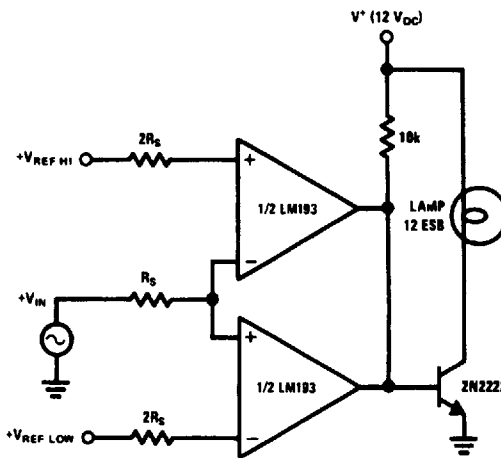 V⁺ (12 V_DC)
2R_S
+V_REF HI
10k
+
1/2 LM193
−
LAMP
12 ESB
+V_IN
R_S
+
1/2 LM193
−
2N222
+V_REF LOW
2R_S